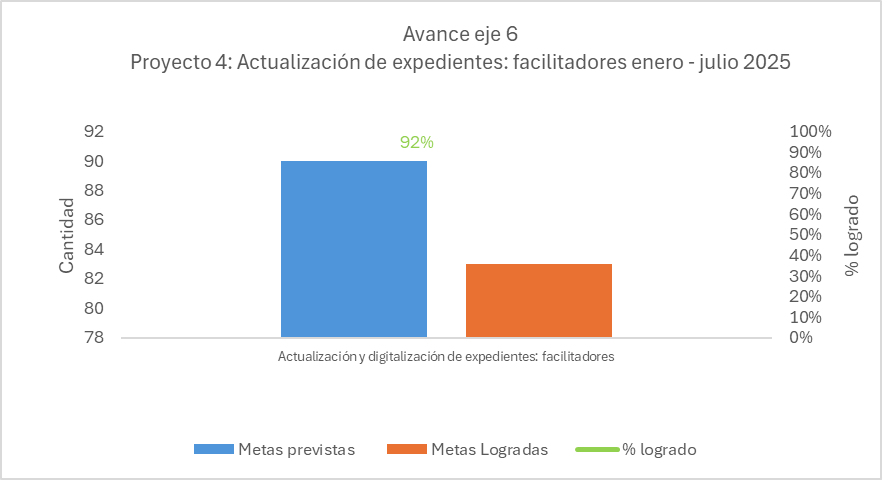 Avance eje 6
Proyecto 4: Actualización de expedientes: facilitadores enero - julio 2025
92
90
88
86
84
82
80
78
Cantidad
92%
100%
90%
80%
70%
60%
50%
40%
30%
20%
10%
0%
% logrado
Actualización y digitalización de expedientes: facilitadores
Metas previstas
Metas Logradas
% logrado